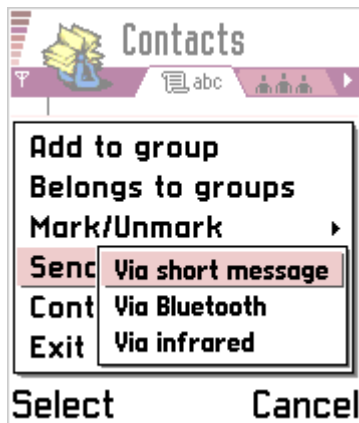 Contacts
abc
Add to group
Belongs to groups
Mark/Unmark
Send
Via short message
Cont
Via Bluetooth
Exit
Via infrared
Select Cancel